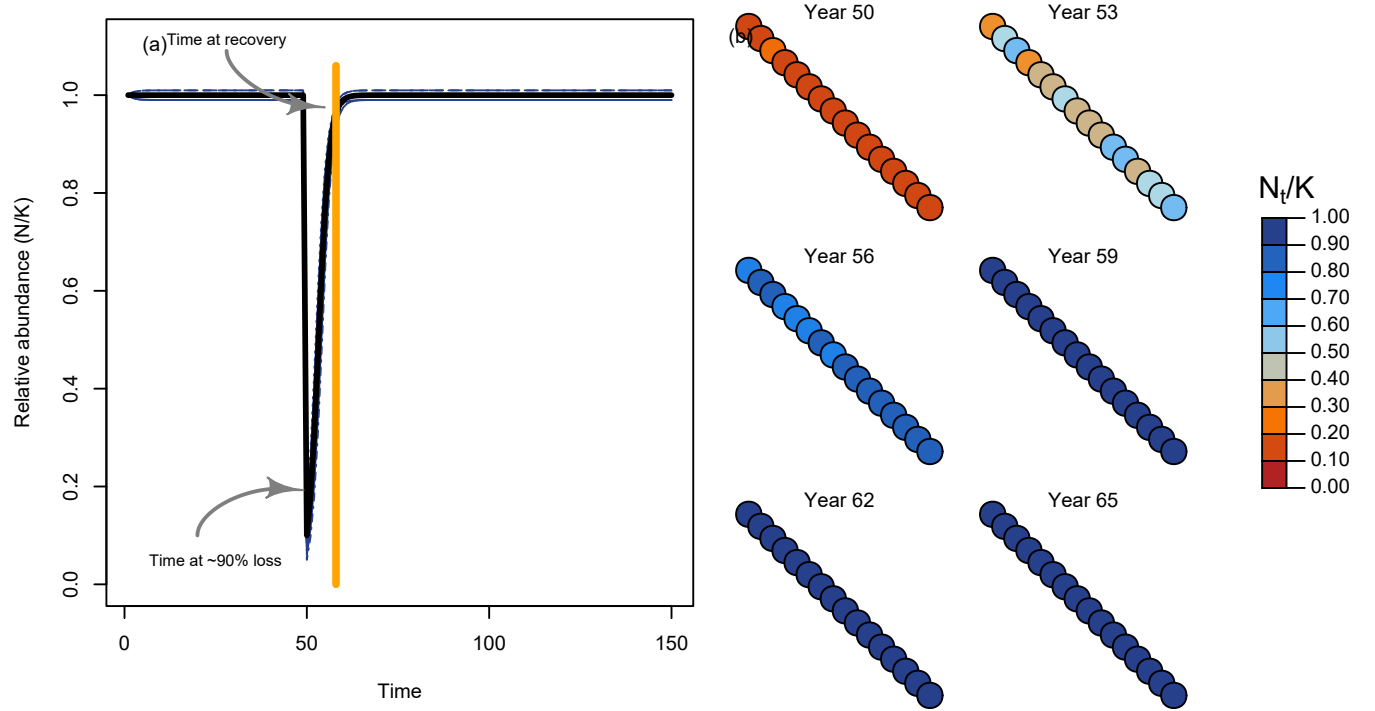 (a)
Time at recovery
Relative abundance (N/K)
1.0
0.8
0.6
0.4
0.2
0.0
Time at ~90% loss
0
50
100
150
Time
(b)
Year 50
Year 53
Year 56
Year 59
Year 62
Year 65
Nt/K
1.00
0.90
0.80
0.70
0.60
0.50
0.40
0.30
0.20
0.10
0.00